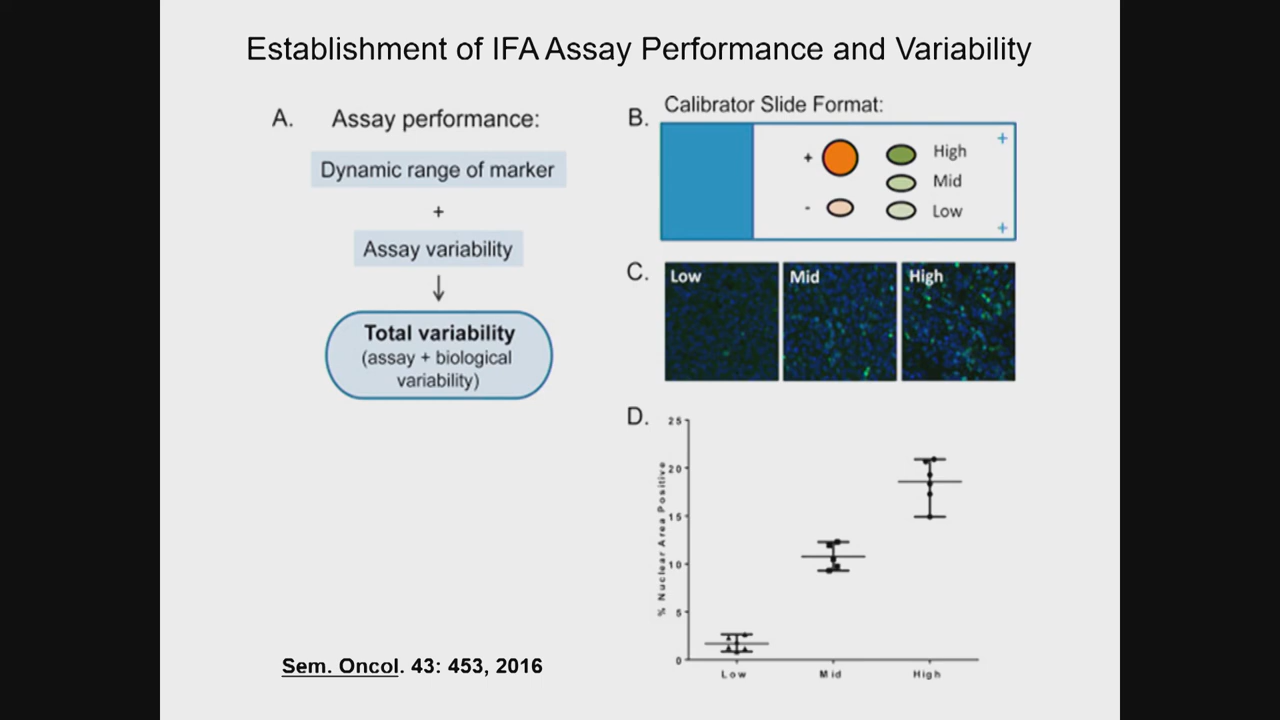 Establishment of IFA Assay Performance and Variability
A. Assay performance:
Dynamic range of marker
+
Assay variability
↓
Total variability
(assay + biological
variability)
B. Calibrator Slide Format:
+
+ High
Mid
- Low
+
C. Low Mid High
D.
% Nuclear Area Positive
25
20
15
10
5
0
Low Mid High
Sem. Oncol. 43: 453, 2016